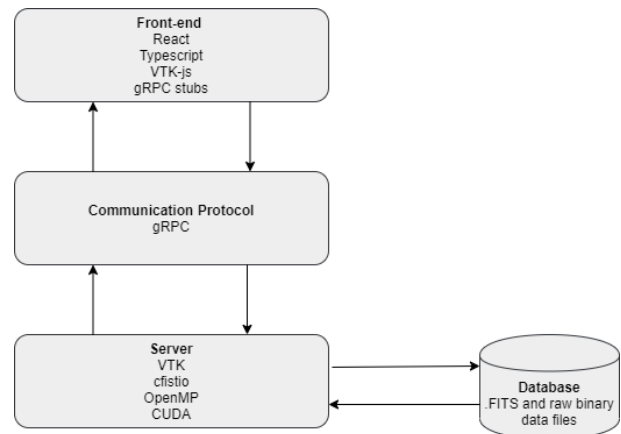 Front-end
React
Typescript
VTK-js
gRPC stubs
Communication Protocol
gRPC
Server
VTK
cfistio
OpenMP
CUDA
Database
.FITS and raw binary
data files